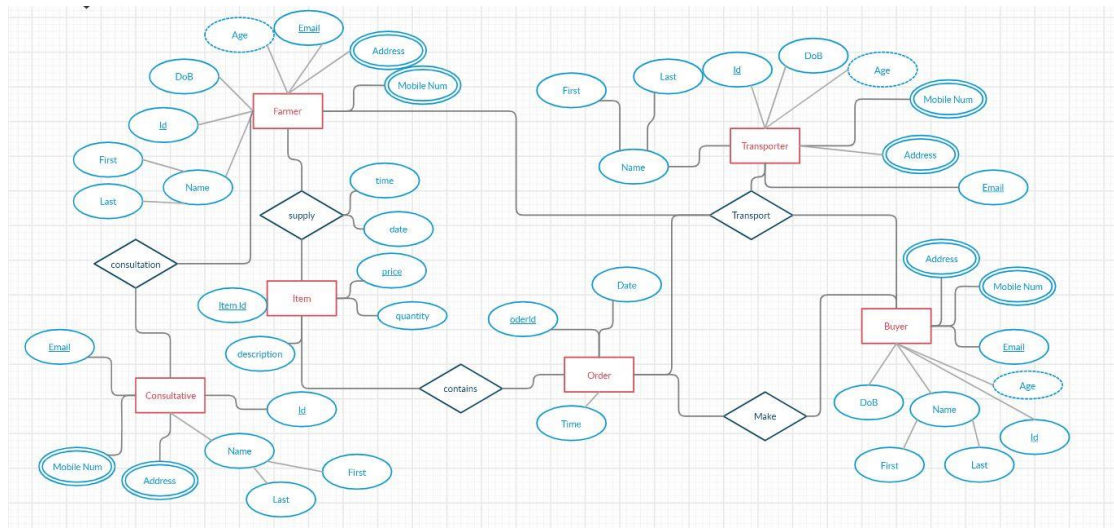 Age
Email
Address
Mobile Num
DoB
Farmer
Id
First
Name
Last
First
Last
Id
DoB
Age
Mobile Num
Name
Transporter
Address
Email
time
supply
date
Transport
consultation
price
Item Id
Item
quantity
description
Address
Mobile Num
Date
oderId
Buyer
Email
Email
Consultative
Id
contains
Order
Time
Make
Age
DoB
Name
Id
First
Last
Mobile Num
Address
Name
First
Last